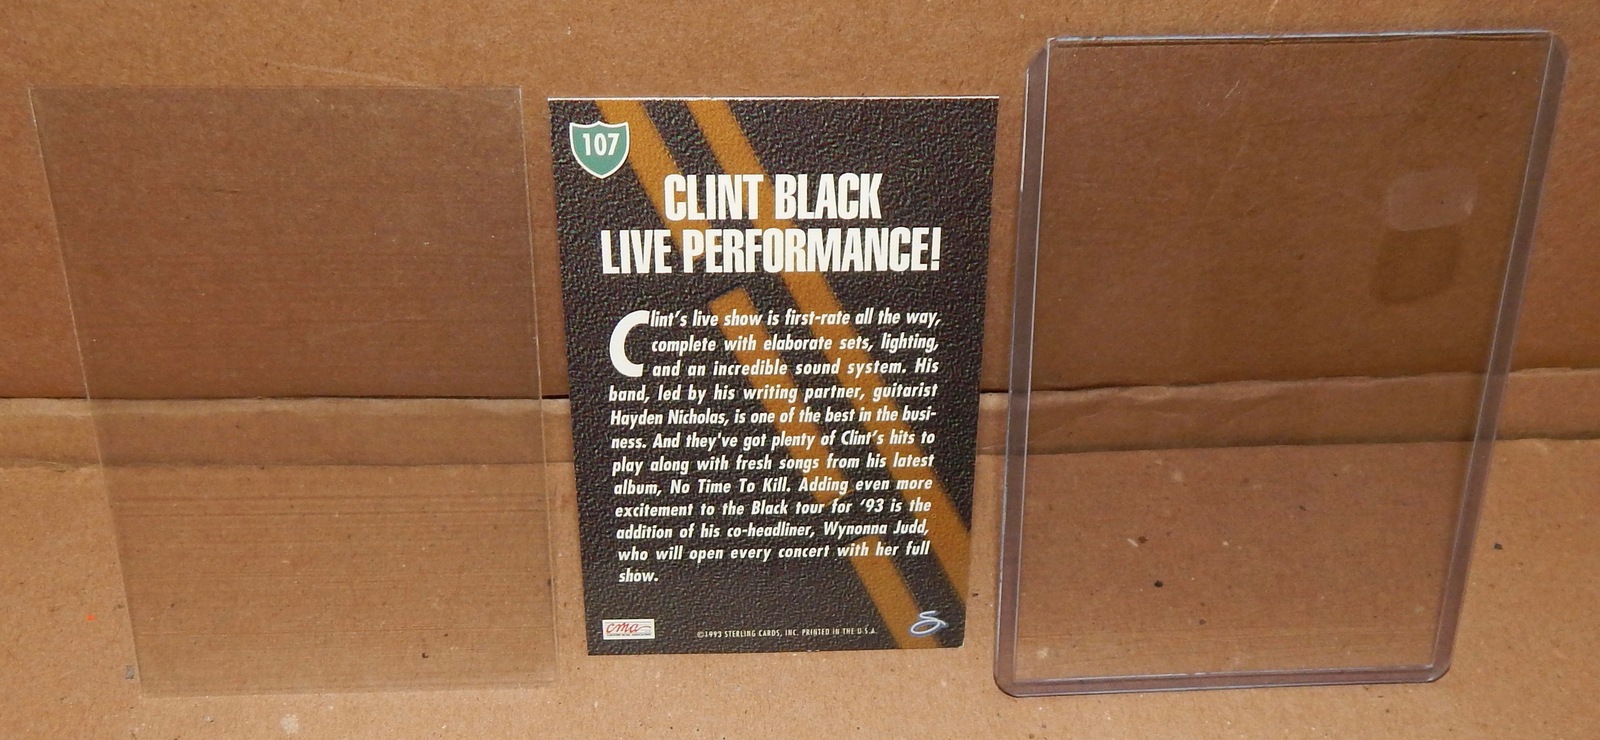 107
CLINT BLACK
LIVE PERFORMANCE!
Clint's live show is first-rate all the way,
complete with elaborate sets, lighting,
and an incredible sound system. His
band, led by his writing partner, guitarist
Hayden Nicholas, is one of the best in the busi-
ness. And they've got plenty of Clint's hits to
play along with fresh songs from his latest
album, No Time To Kill. Adding even more
excitement to the Black tour for '93 is the
addition of his co-headliner, Wynonna Judd,
who will open every concert with her full
show.
cma
©1993 STERLING CARDS, INC. PRINTED IN THE U.S.A.